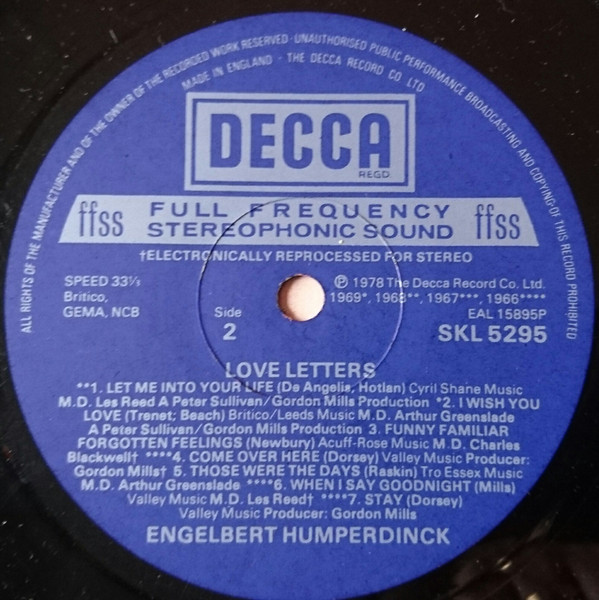 ALL RIGHTS OF THE MANUFACTURER AND OF THE OWNER OF THE RECORDED WORK RESERVED · UNAUTHORISED PUBLIC PERFORMANCE BROADCASTING AND COPYING OF THIS RECORD PROHIBITED
MADE IN ENGLAND · THE DECCA RECORD CO LTD
DECCA
REGD
ffss FULL FREQUENCY ffss
STEREOPHONIC SOUND
†ELECTRONICALLY REPROCESSED FOR STEREO
SPEED 33⅓
Britico,
GEMA, NCB
Side
2
℗ 1978 The Decca Record Co. Ltd.
1969*, 1968**, 1967***, 1966****
EAL 15895P
SKL 5295
LOVE LETTERS
**1. LET ME INTO YOUR LIFE (De Angelis, Hotlan) Cyril Shane Music
M.D. Les Reed A Peter Sullivan/Gordon Mills Production *2. I WISH YOU
LOVE (Trenet; Beach) Britico/Leeds Music M.D. Arthur Greenslade
A Peter Sullivan/Gordon Mills Production 3. FUNNY FAMILIAR
FORGOTTEN FEELINGS (Newbury) Acuff-Rose Music M.D. Charles
Blackwell† ****4. COME OVER HERE (Dorsey) Valley Music Producer:
Gordon Mills† 5. THOSE WERE THE DAYS (Raskin) Tro Essex Music
M.D. Arthur Greenslade ****6. WHEN I SAY GOODNIGHT (Mills)
Valley Music M.D. Les Reed† ****7. STAY (Dorsey)
Valley Music Producer: Gordon Mills
ENGELBERT HUMPERDINCK